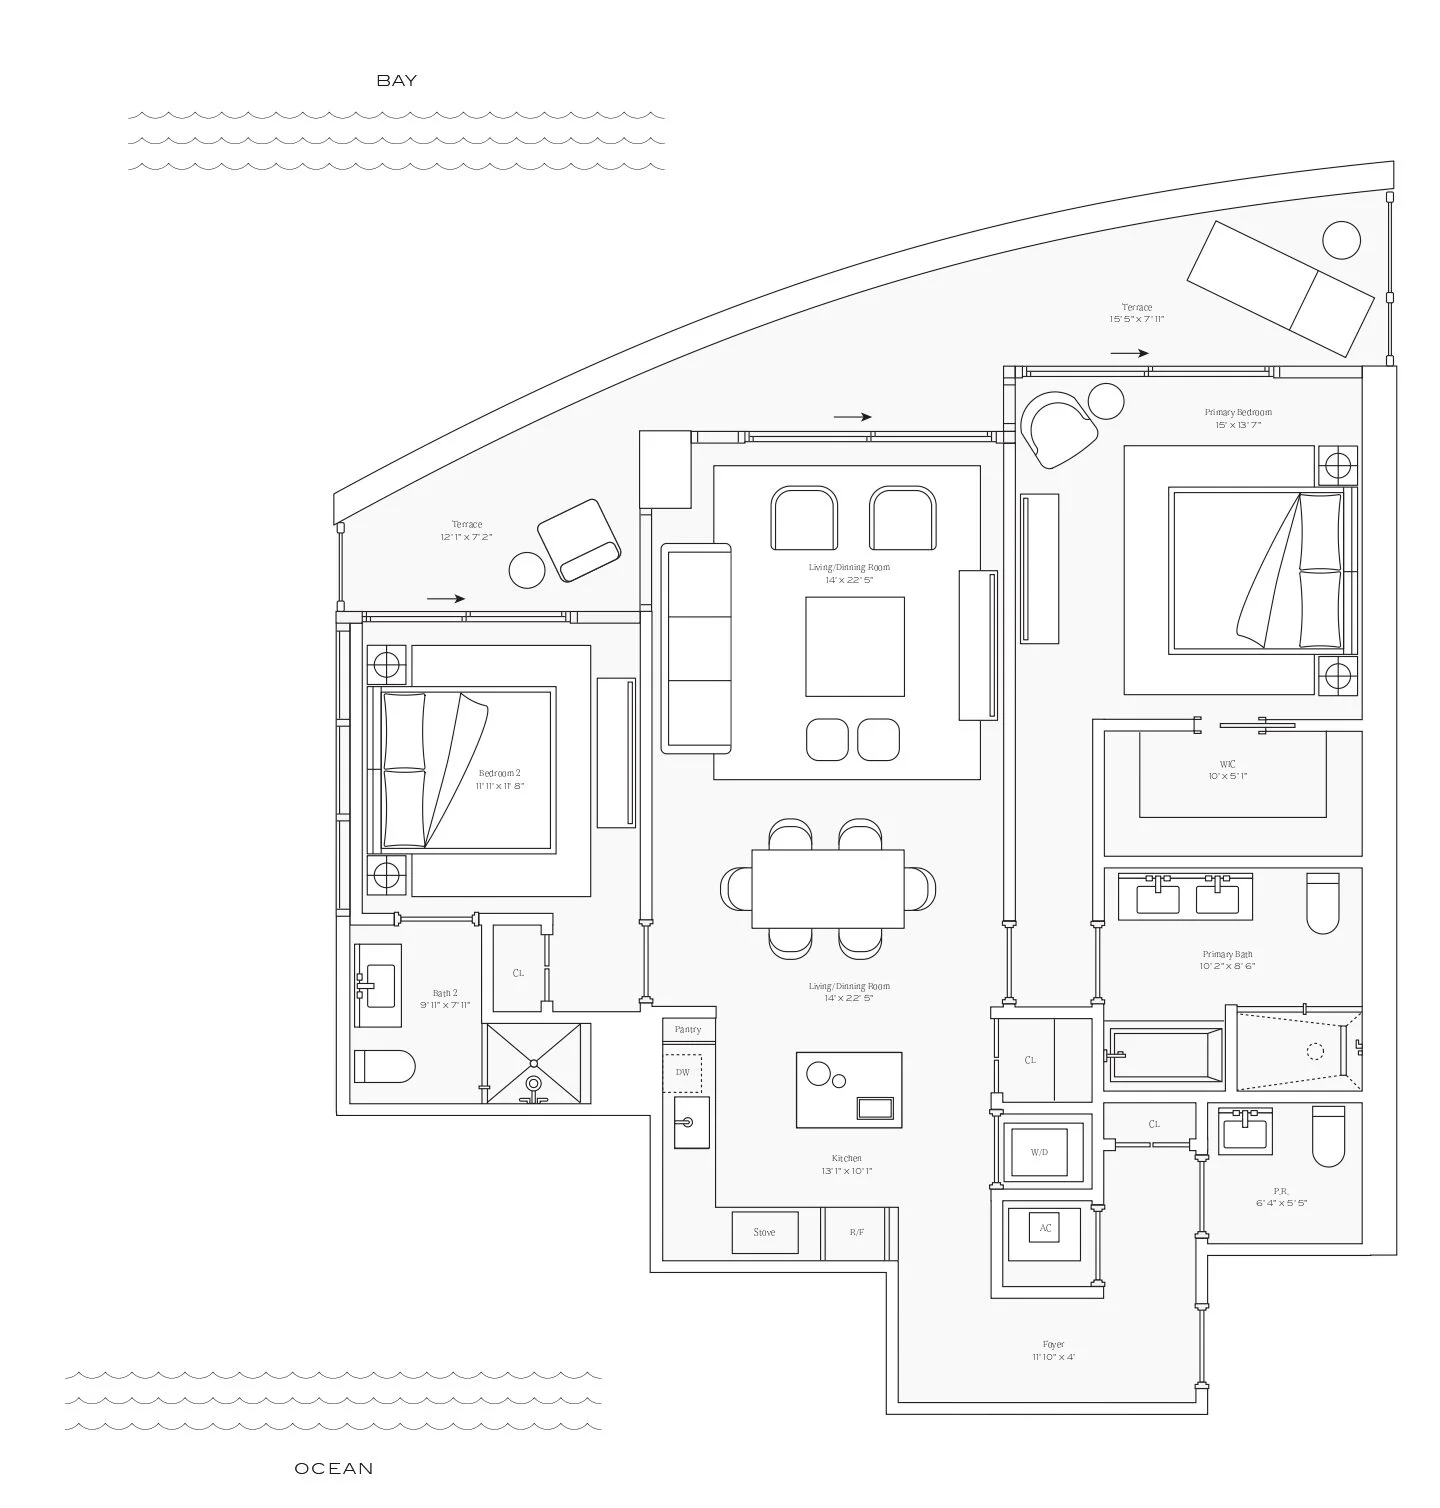 BAY
Terrace
15' 5" x 7' 11"
Primary Bedroom
15' x 13' 7"
Terrace
12' 1" x 7' 2"
Living/Dinning Room
14' x 22' 5"
WIC
10' x 5' 1"
Bedroom 2
11' 11' x 11' 8"
Primary Bath
10' 2" x 8' 6"
CL
Bath 2
9' 11" x 7' 11"
Living/Dinning Room
14' x 22' 5"
Pantry
DW
CL
CL
W/D
Kitchen
13' 1" x 10' 1"
P.R.
6' 4" x 5' 5"
Stove
R/F
AC
Foyer
11' 10" x 4'
OCEAN